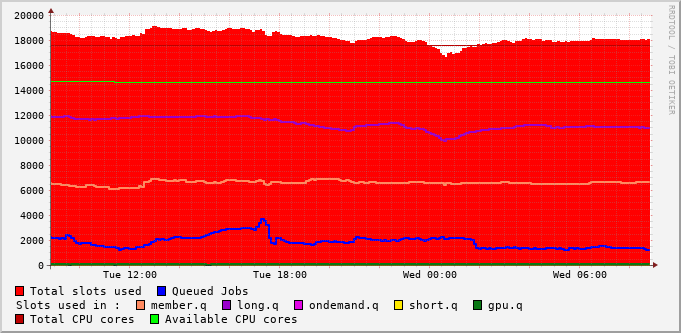 RRDTOOL / TOBI OETIKER
20000
18000
16000
14000
12000
10000
8000
6000
4000
2000
0
Tue 12:00 Tue 18:00 Wed 00:00 Wed 06:00
Total slots used Queued Jobs
Slots used in : member.q long.q ondemand.q short.q gpu.q
Total CPU cores Available CPU cores